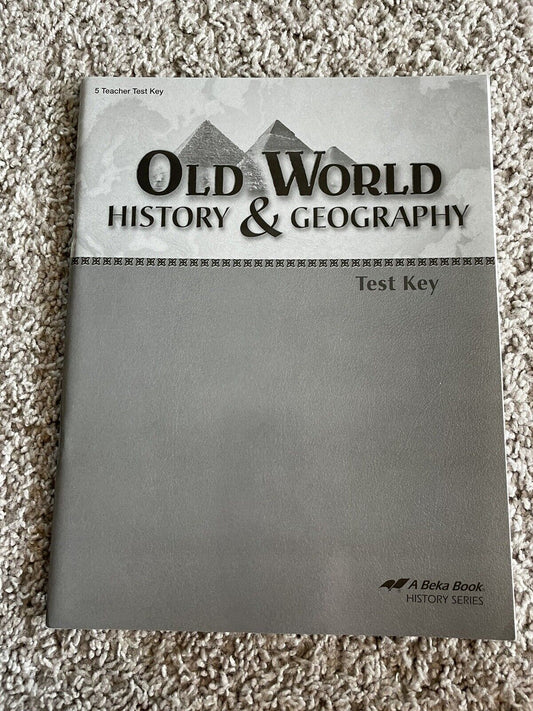 5 Teacher Test Key
OLD WORLD
HISTORY & GEOGRAPHY
Test Key
A BEKA BOOK®
HISTORY SERIES